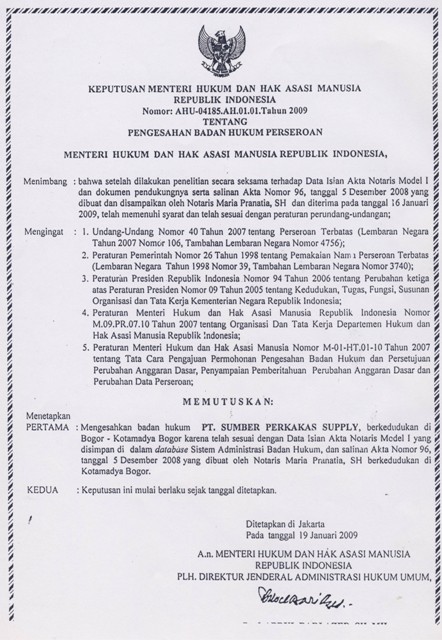 KEPUTUSAN MENTERI HUKUM DAN HAK ASASI MANUSIA
REPUBLIK INDONESIA
Nomor: AHU-04185.AH.01.01.Tahun 2009
TENTANG
PENGESAHAN BADAN HUKUM PERSEROAN
MENTERI HUKUM DAN HAK ASASI MANUSIA REPUBLIK INDONESIA,
Menimbang : bahwa setelah dilakukan penelitian secara seksama terhadap Data Isian Akta Notaris Model I
dan dokumen pendukungnya serta salinan Akta Nomor 96, tanggal 5 Desember 2008 yang
dibuat dan disampaikan oleh Notaris Maria Pranatia, SH dan diterima pada tanggal 16 Januari
2009, telah memenuhi syarat dan telah sesuai dengan peraturan perundang-undangan;
Mengingat : 1. Undang-Undang Nomor 40 Tahun 2007 tentang Perseroan Terbatas (Lembaran Negara
Tahun 2007 Nomor 106, Tambahan Lembaran Negara Nomor 4756);
2. Peraturan Pemerintah Nomor 26 Tahun 1998 tentang Pemakaian Nama Perseroan Terbatas
(Lembaran Negara Tahun 1998 Nomor 39, Tambahan Lembaran Negara Nomor 3740);
3. Peraturan Presiden Republik Indonesia Nomor 94 Tahun 2006 tentang Perubahan ketiga
atas Peraturan Presiden Nomor 09 Tahun 2005 tentang Kedudukan, Tugas, Fungsi, Susunan
Organisasi dan Tata Kerja Kementerian Negara Republik Indonesia;
4. Peraturan Menteri Hukum dan Hak Asasi Manusia Republik Indonesia Nomor
M.09.PR.07.10 Tahun 2007 tentang Organisasi Dan Tata Kerja Departemen Hukum dan
Hak Asasi Manusia Republik Indonesia;
5. Peraturan Menteri Hukum dan Hak Asasi Manusia Nomor M-01-HT.01-10 Tahun 2007
tentang Tata Cara Pengajuan Permohonan Pengesahan Badan Hukum dan Persetujuan
Perubahan Anggaran Dasar, Penyampaian Pemberitahuan Perubahan Anggaran Dasar dan
Perubahan Data Perseroan;
M E M U T U S K A N :
Menetapkan
PERTAMA : Mengesahkan badan hukum PT. SUMBER PERKAKAS SUPPLY, berkedudukan di
Bogor - Kotamadya Bogor karena telah sesuai dengan Data Isian Akta Notaris Model I yang
disimpan di dalam database Sistem Administrasi Badan Hukum, dan salinan Akta Nomor 96,
tanggal 5 Desember 2008 yang dibuat oleh Notaris Maria Pranatia, SH berkedudukan di
Kotamadya Bogor.
KEDUA : Keputusan ini mulai berlaku sejak tanggal ditetapkan.
Ditetapkan di Jakarta
Pada tanggal 19 Januari 2009
A.n. MENTERI HUKUM DAN HAK ASASI MANUSIA
REPUBLIK INDONESIA
PLH. DIREKTUR JENDERAL ADMINISTRASI HUKUM UMUM,